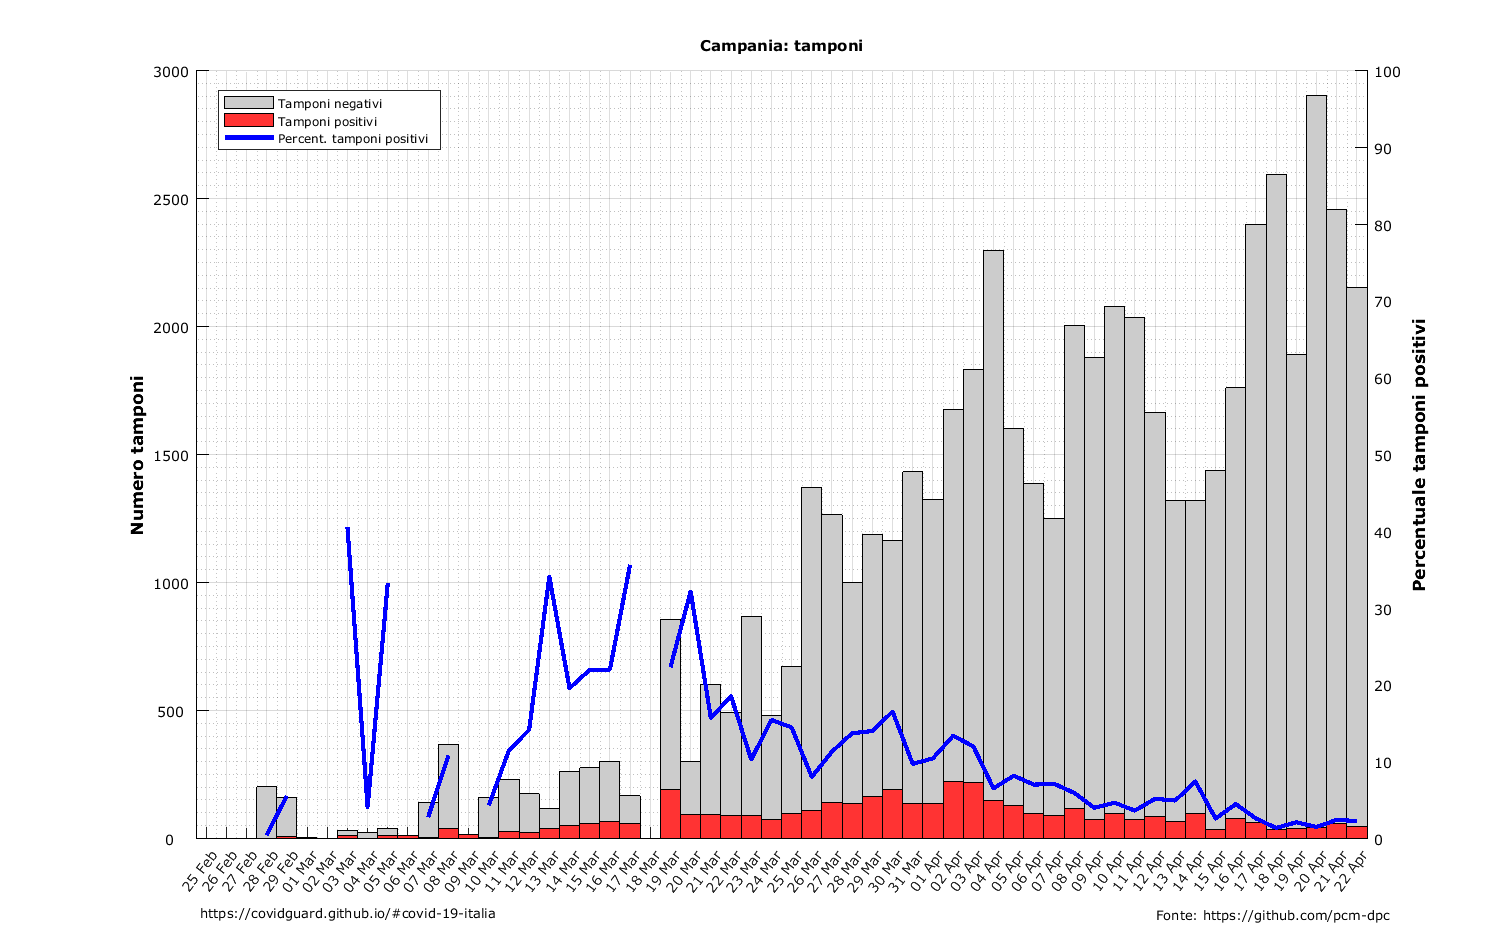 Campania: tamponi
3000
2500
2000
1500
1000
500
0
100
90
80
70
60
50
40
30
20
10
0
Tamponi negativi
Tamponi positivi
Percent. tamponi positivi
Numero tamponi
Percentuale tamponi positivi
25 Feb
26 Feb
27 Feb
28 Feb
29 Feb
01 Mar
02 Mar
03 Mar
04 Mar
05 Mar
06 Mar
07 Mar
08 Mar
09 Mar
10 Mar
11 Mar
12 Mar
13 Mar
14 Mar
15 Mar
16 Mar
17 Mar
18 Mar
19 Mar
20 Mar
21 Mar
22 Mar
23 Mar
24 Mar
25 Mar
26 Mar
27 Mar
28 Mar
29 Mar
30 Mar
31 Mar
01 Apr
02 Apr
03 Apr
04 Apr
05 Apr
06 Apr
07 Apr
08 Apr
09 Apr
10 Apr
11 Apr
12 Apr
13 Apr
14 Apr
15 Apr
16 Apr
17 Apr
18 Apr
19 Apr
20 Apr
21 Apr
22 Apr
https://covidguard.github.io/#covid-19-italia
Fonte: https://github.com/pcm-dpc